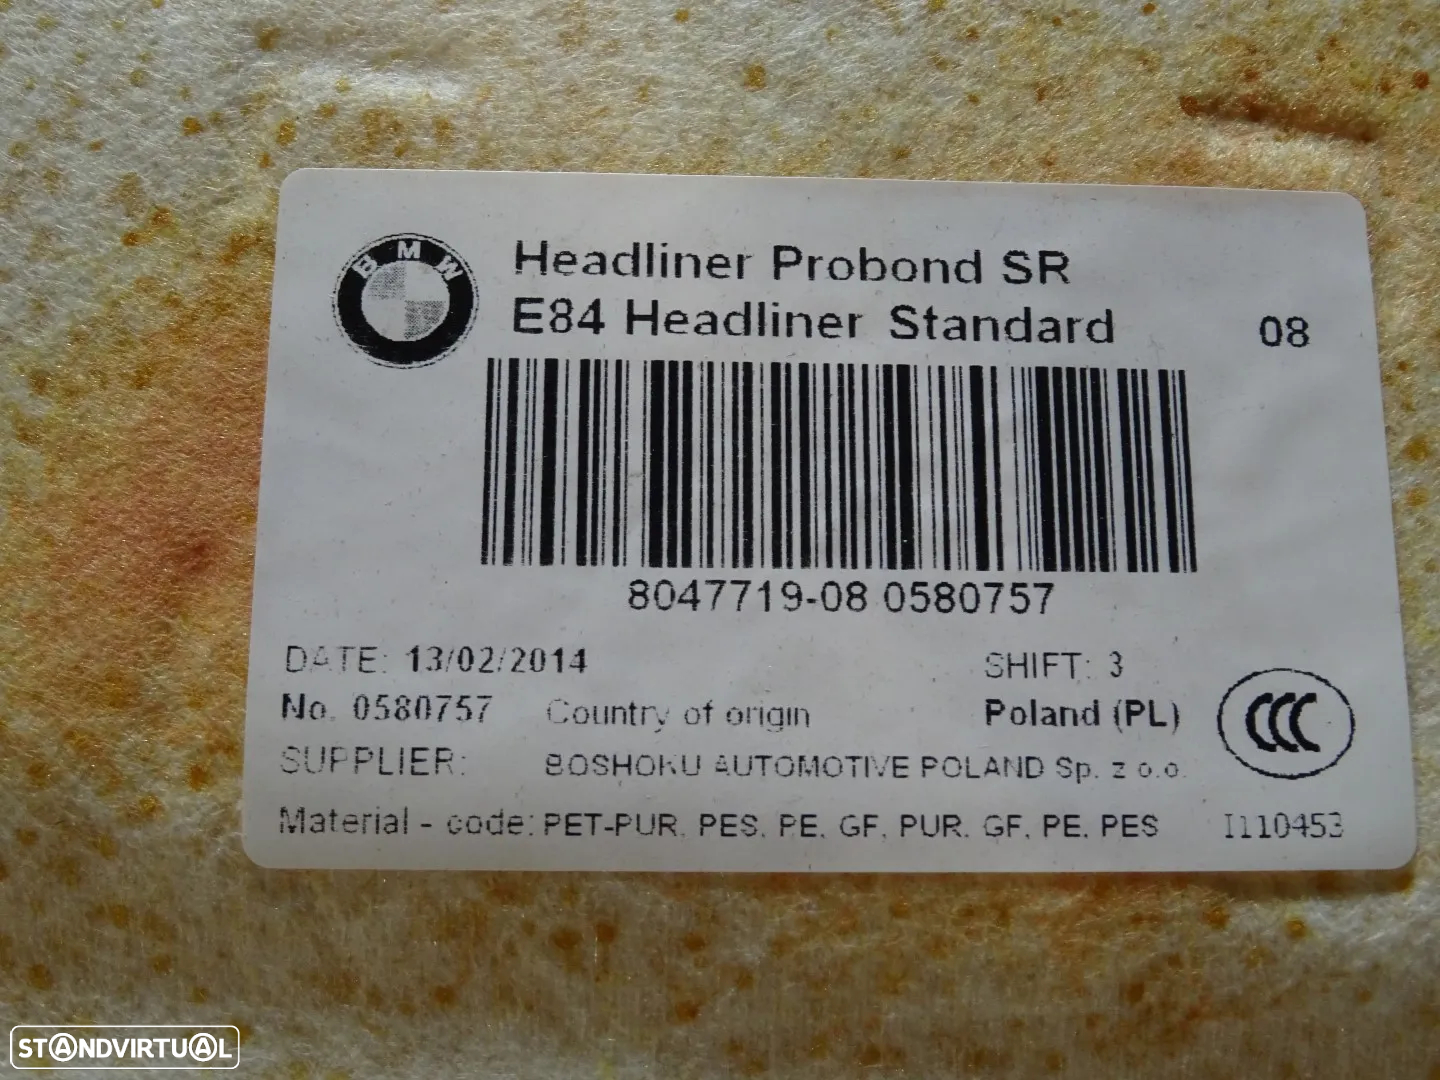 BMW
Headliner Probond SR
E84 Headliner Standard 08
8047719-08 0580757
DATE: 13/02/2014 SHIFT: 3
No. 0580757 Country of origin Poland (PL)
CCC
SUPPLIER: BOSHOKU AUTOMOTIVE POLAND Sp. z o.o.
Material - code: PET-PUR, PES, PE, GF, PUR, GF, PE, PES I110453
STANDVIRTUAL